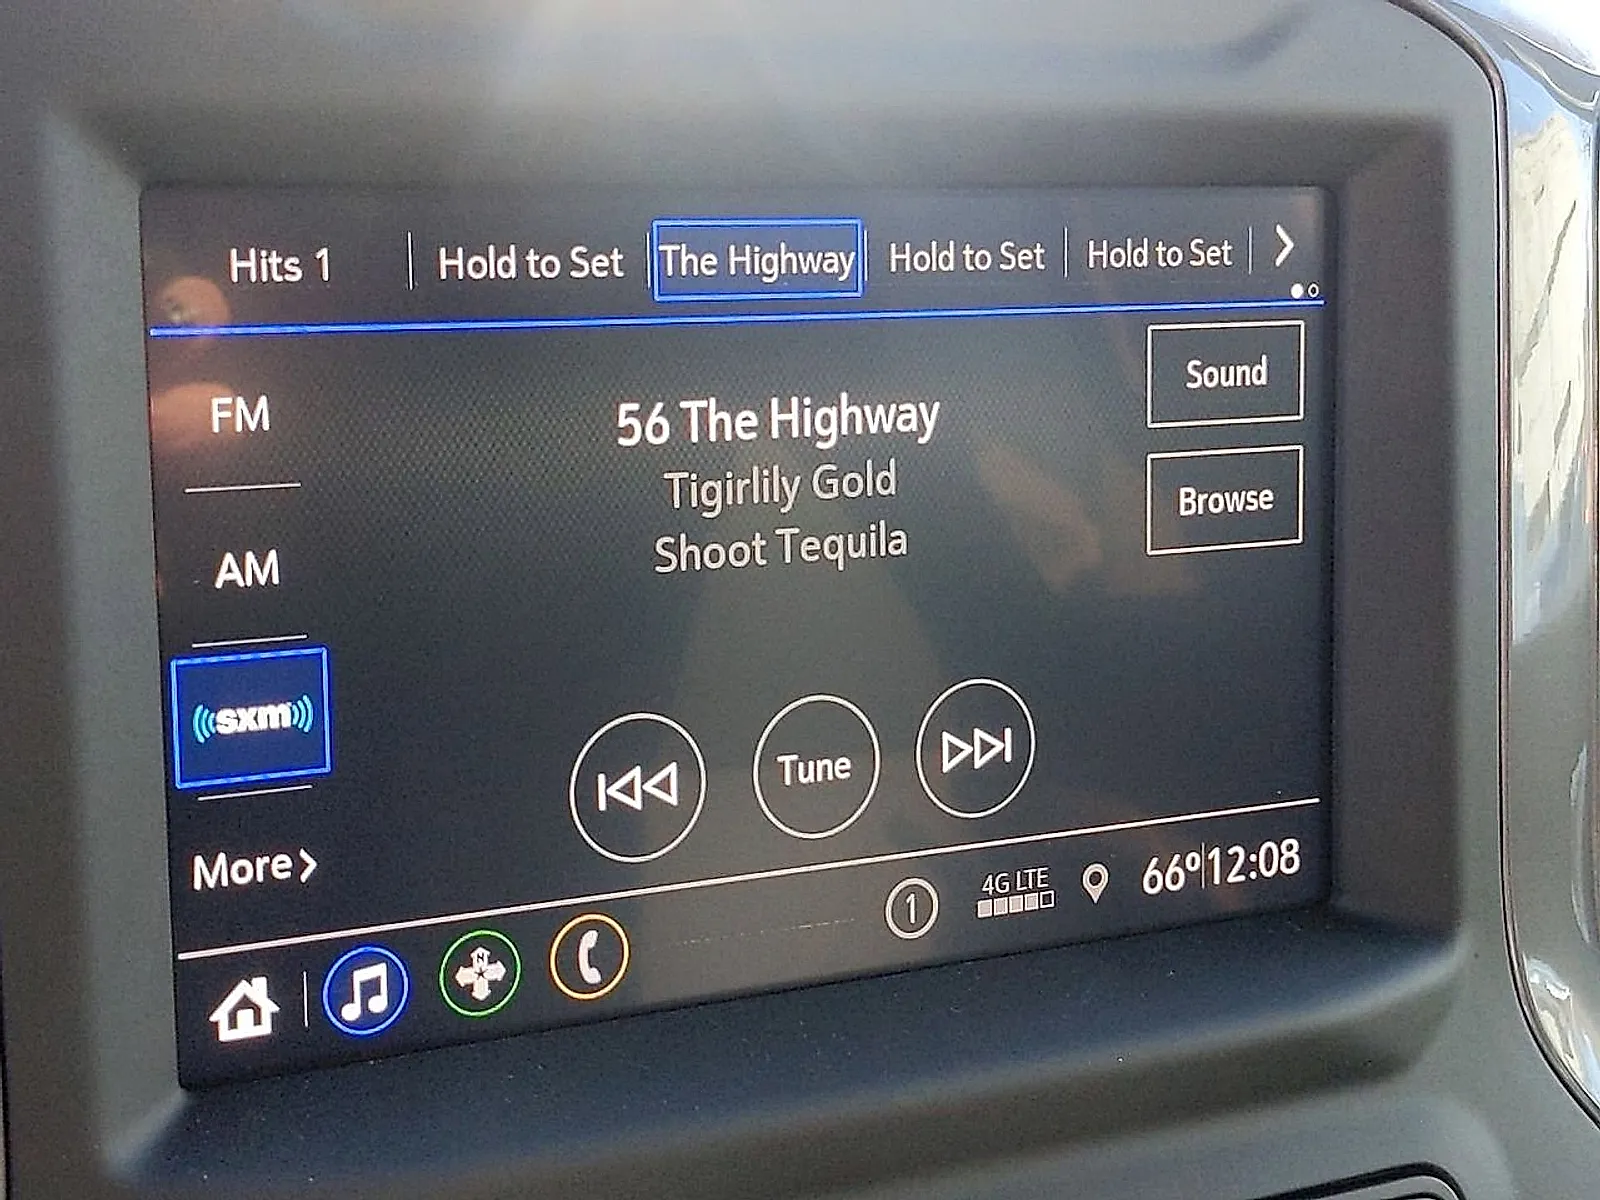 Hits 1
Hold to Set
The Highway
Hold to Set
Hold to Set
Sound
FM
56 The Highway
Tigirlily Gold
Browse
Shoot Tequila
AM
sxm
Tune
More
N
1
4G LTE
66º 12:08